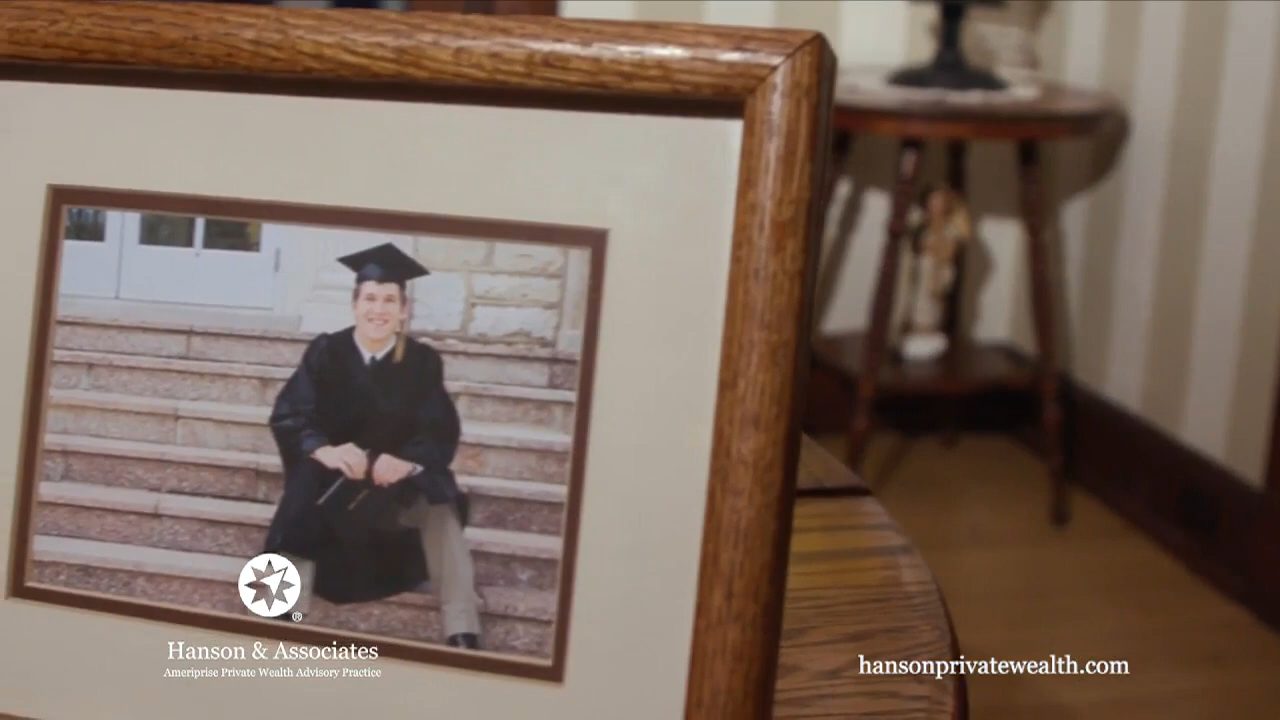 ®
Hanson & Associates
Ameriprise Private Wealth Advisory Practice
hansonprivatewealth.com